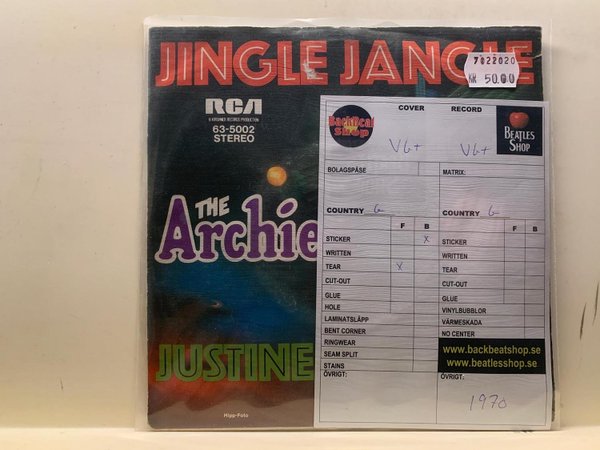 JINGLE JANGLE
7022020
KR 50.00
RCA
A KIRSHNER RECORDS PRODUCTION
63-5002
STEREO
THE
Archie
JUSTINE
Hipp-Foto
COVER RECORD
BackBeat
Shop
VG+ VG+
BEATLES
SHOP
BOLAGSPÅSE MATRIX:
COUNTRY G COUNTRY G
F B F B
STICKER X STICKER
WRITTEN WRITTEN
TEAR X TEAR
CUT-OUT CUT-OUT
GLUE GLUE
HOLE VINYLBUBBLOR
LAMINATSLÄPP VÄRMESKADA
BENT CORNER NO CENTER
RINGWEAR
SEAM SPLIT
STAINS
www.backbeatshop.se
www.beatlesshop.se
ÖVRIGT: ÖVRIGT.
1970